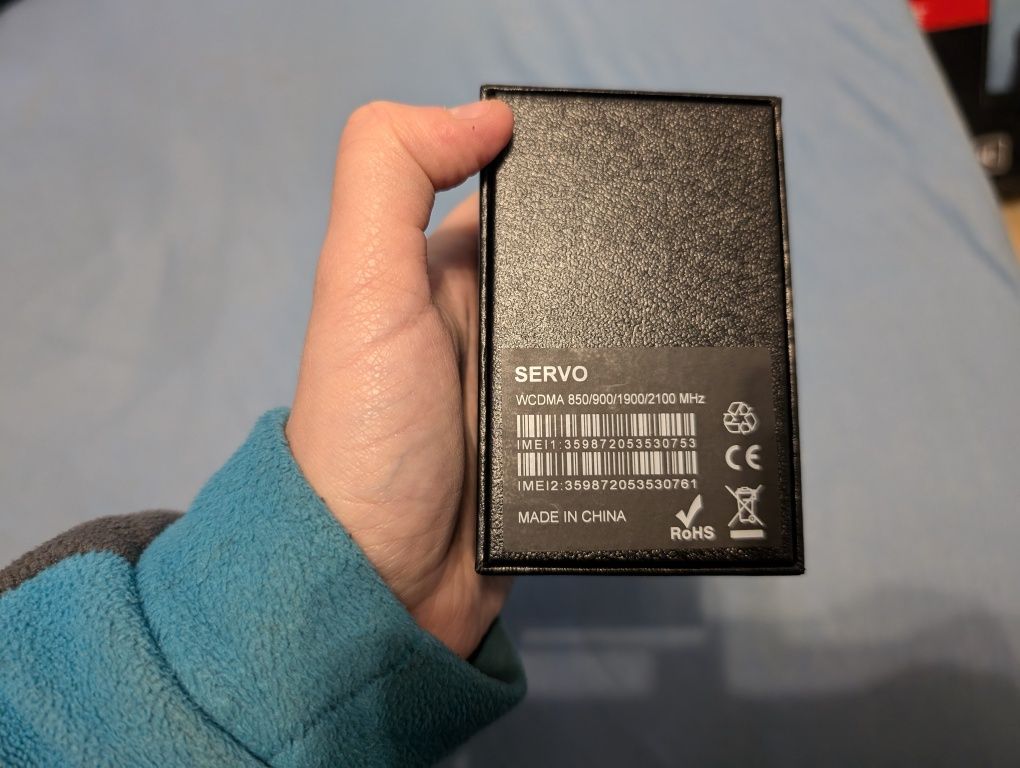 SERVO
WCDMA 850/900/1900/2100 MHz
IMEI1:359872053530753
IMEI2:359872053530761
MADE IN CHINA
RoHS
CE